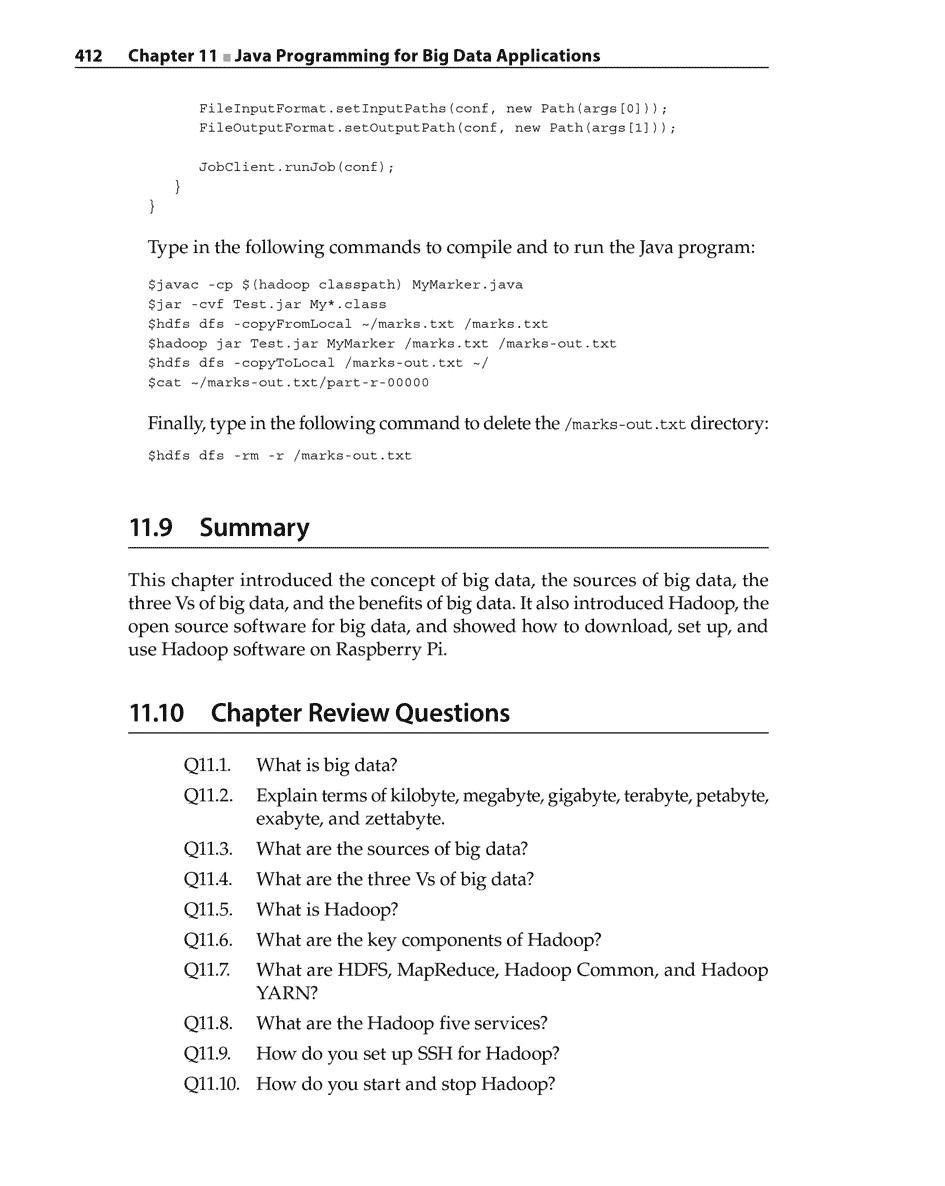 412 Chapter 11 ■ Java Programming for Big Data Applications
FileInputFormat.setInputPaths(conf, new Path(args[0]));
FileOutputFormat.setOutputPath(conf, new Path(args[1]));
JobClient.runJob(conf);
}
}
Type in the following commands to compile and to run the Java program:
$javac -cp $(hadoop classpath) MyMarker.java
$jar -cvf Test.jar My*.class
$hdfs dfs -copyFromLocal ~/marks.txt /marks.txt
$hadoop jar Test.jar MyMarker /marks.txt /marks-out.txt
$hdfs dfs -copyToLocal /marks-out.txt ~/
$cat ~/marks-out.txt/part-r-00000
Finally, type in the following command to delete the /marks-out.txt directory:
$hdfs dfs -rm -r /marks-out.txt
11.9 Summary
This chapter introduced the concept of big data, the sources of big data, the
three Vs of big data, and the benefits of big data. It also introduced Hadoop, the
open source software for big data, and showed how to download, set up, and
use Hadoop software on Raspberry Pi.
11.10 Chapter Review Questions
Q11.1. What is big data?
Q11.2. Explain terms of kilobyte, megabyte, gigabyte, terabyte, petabyte,
exabyte, and zettabyte.
Q11.3. What are the sources of big data?
Q11.4. What are the three Vs of big data?
Q11.5. What is Hadoop?
Q11.6. What are the key components of Hadoop?
Q11.7. What are HDFS, MapReduce, Hadoop Common, and Hadoop
YARN?
Q11.8. What are the Hadoop five services?
Q11.9. How do you set up SSH for Hadoop?
Q11.10. How do you start and stop Hadoop?